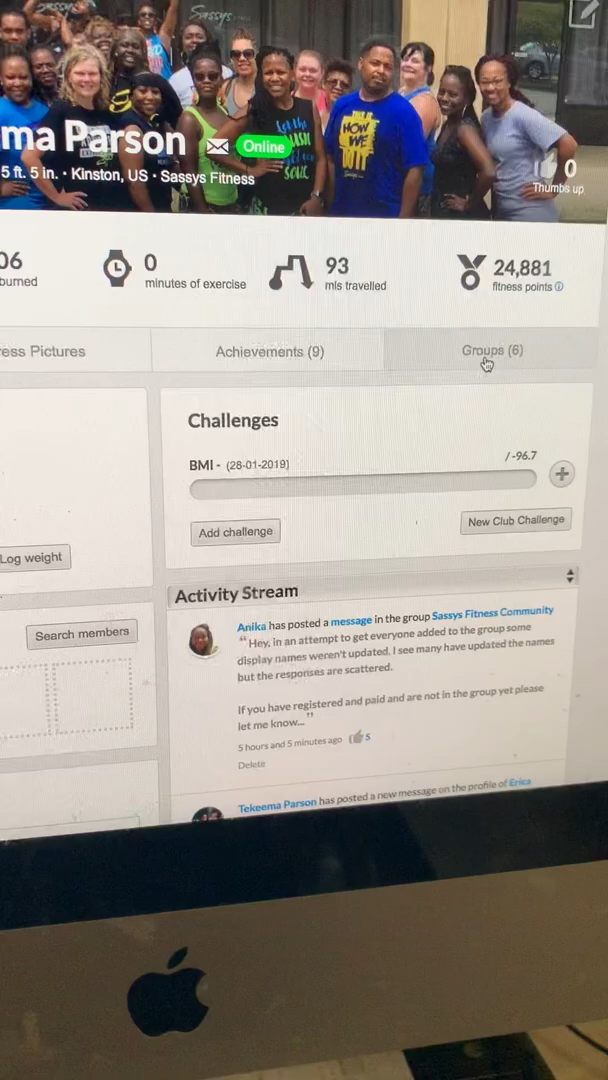 Sassys
ma Parson
Online
5 ft. 5 in. · Kinston, US · Sassys Fitness
HOW
WE
DO IT
0
Thumbs up
06
burned
0
minutes of exercise
93
mls travelled
24,881
fitness points
ess Pictures
Achievements (9)
Groups (6)
Challenges
BMI - (28-01-2019)
/ -96.7
Add challenge
New Club Challenge
Log weight
Search members
Activity Stream
Anika has posted a message in the group Sassys Fitness Community
“Hey, in an attempt to get everyone added to the group some
display names weren't updated. I see many have updated the names
but the responses are scattered.
If you have registered and paid and are not in the group yet please
let me know...”
5 hours and 5 minutes ago 5
Delete
Tekeema Parson has posted a new message on the profile of Erica